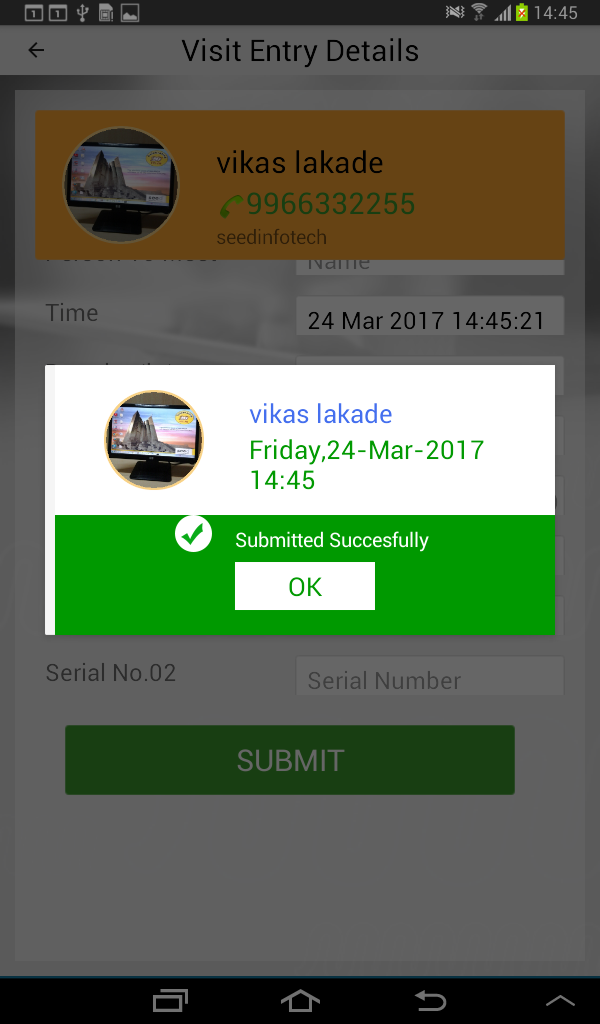 14:45
Visit Entry Details
vikas lakade
9966332255
seedinfotech
Name
Time
24 Mar 2017 14:45:21
vikas lakade
Friday,24-Mar-2017
14:45
Submitted Succesfully
OK
Serial No.02
Serial Number
SUBMIT